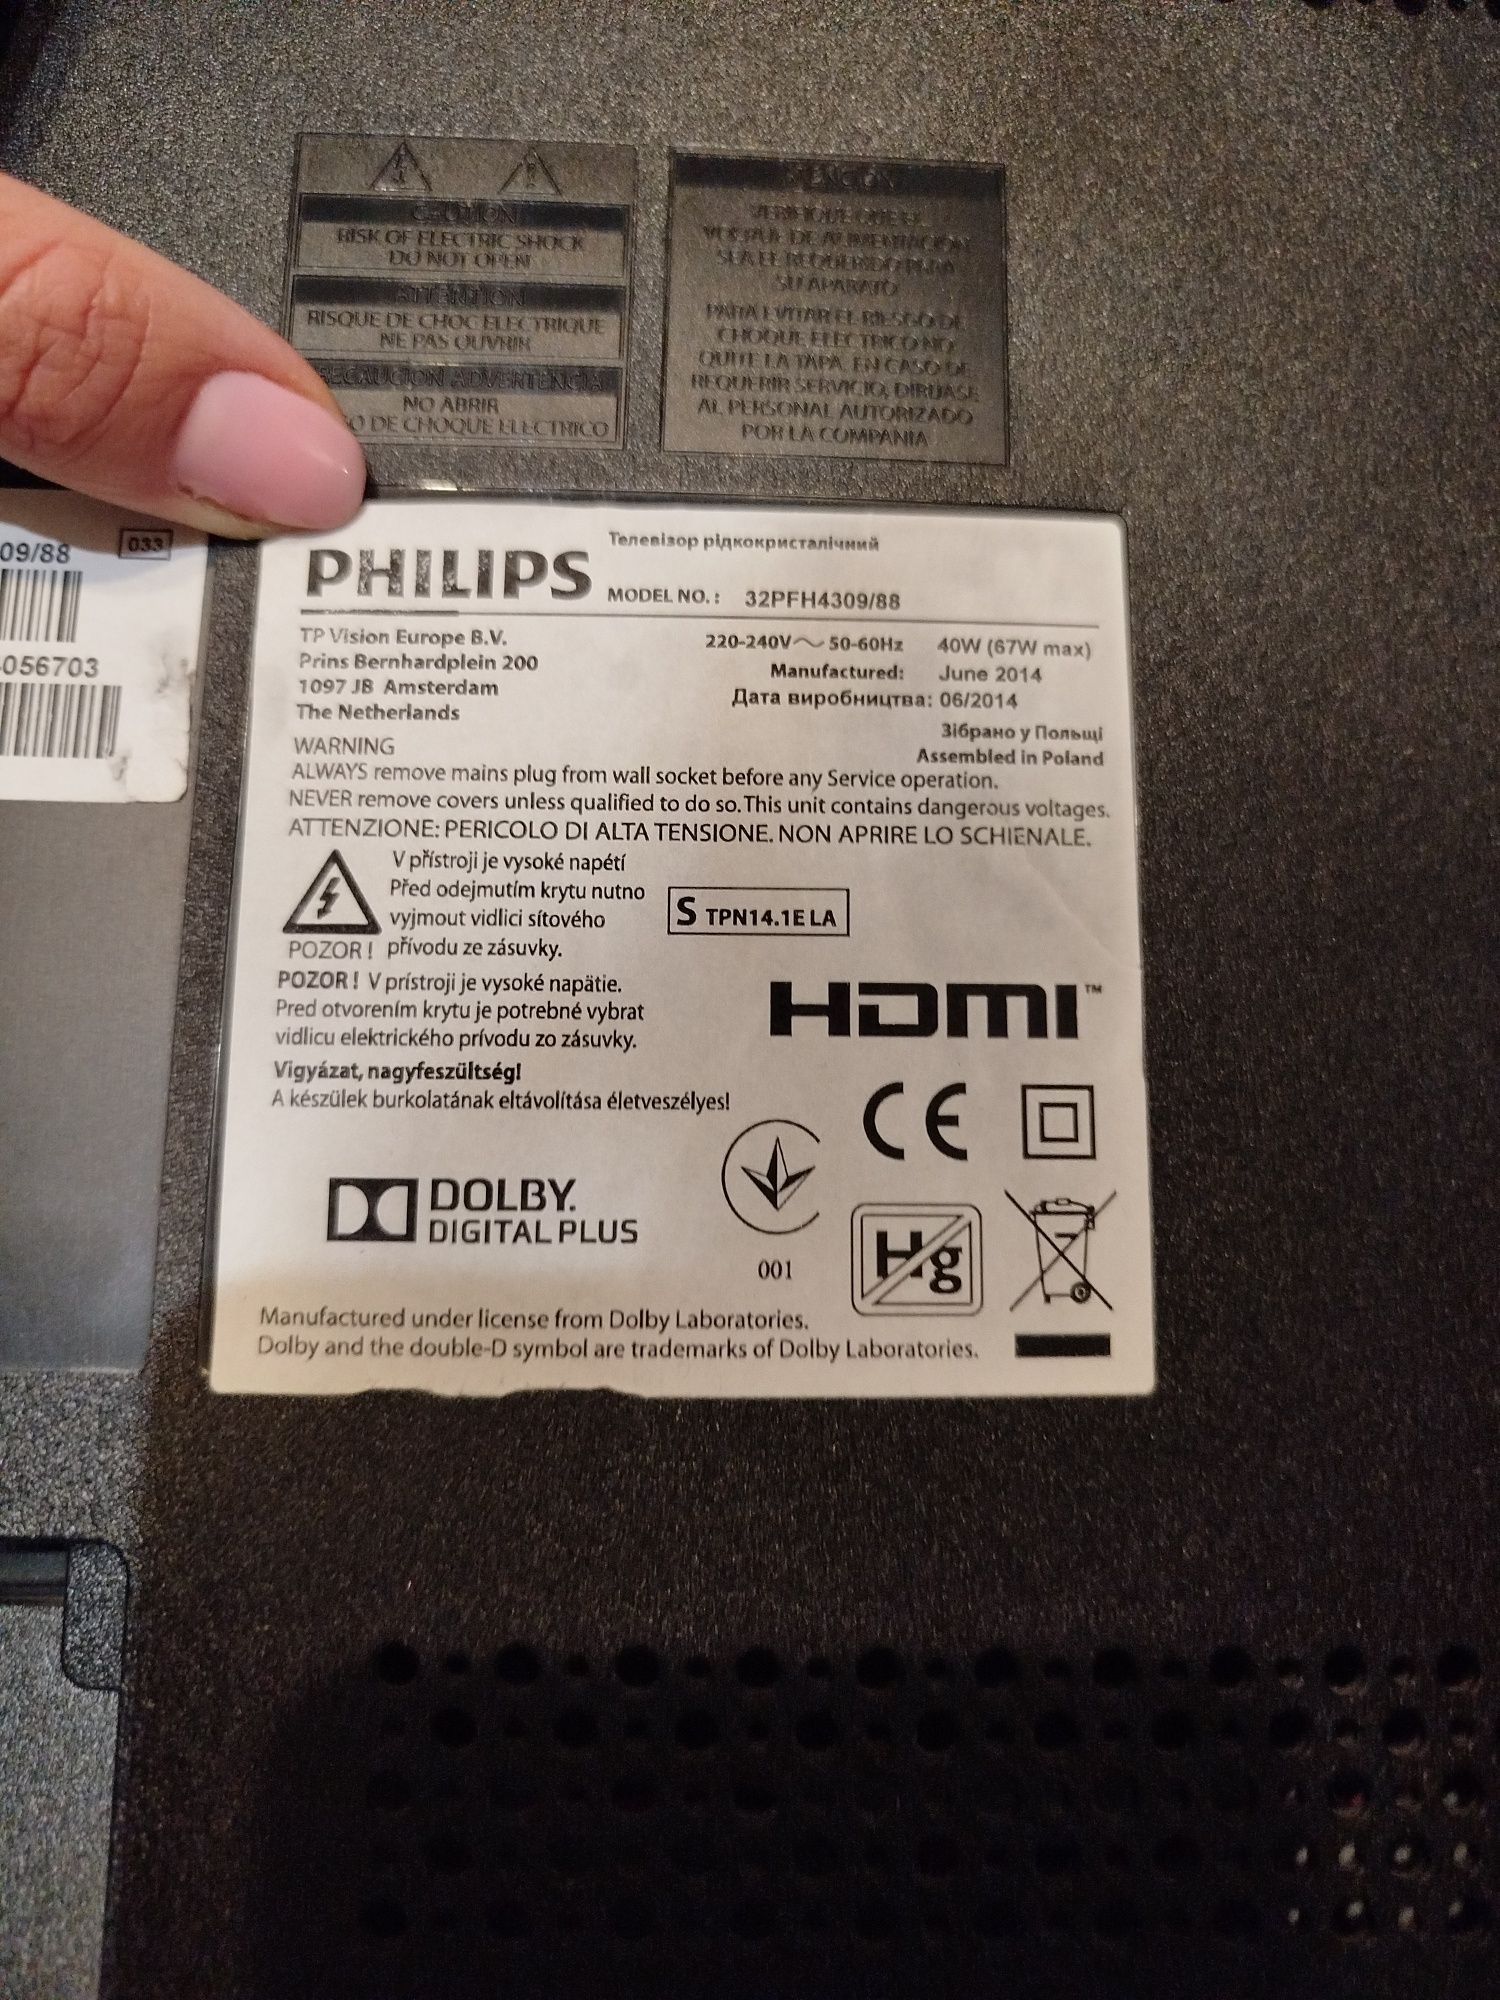 CAUTION
RISK OF ELECTRIC SHOCK
DO NOT OPEN
ATTENTION
RISQUE DE CHOC ELECTRIQUE
NE PAS OUVRIR
ADVERTENCIA
NO ABRIR
DE CHOQUE ELECTRICO
VERIFIQUE QUE EL
VOLTAJE DE ALIMENTACION
SEA EL REQUERIDO PARA
SU APARATO
PARA EVITAR EL RIESGO DE
CHOQUE ELECTRICO NO
QUITE LA TAPA. EN CASO DE
REQUERIR SERVICIO, DIRIJASE
AL PERSONAL AUTORIZADO
POR LA COMPANIA
09/88 033
056703
PHILIPS
Телевізор рідкокристалічний
MODEL NO.: 32PFH4309/88
TP Vision Europe B.V.
Prins Bernhardplein 200
1097 JB Amsterdam
The Netherlands
220-240V~ 50-60Hz 40W (67W max)
Manufactured: June 2014
Дата виробництва: 06/2014
Зібрано у Польщі
Assembled in Poland
WARNING
ALWAYS remove mains plug from wall socket before any Service operation.
NEVER remove covers unless qualified to do so. This unit contains dangerous voltages.
ATTENZIONE: PERICOLO DI ALTA TENSIONE. NON APRIRE LO SCHIENALE.
V přístroji je vysoké napétí
Před odejmutím krytu nutno
vyjmout vidlici sítového
POZOR! přívodu ze zásuvky.
S TPN14.1E LA
POZOR! V prístroji je vysoké napätie.
Pred otvorením krytu je potrebné vybrat
vidlicu elektrického prívodu zo zásuvky.
HDMI™
Vigyázat, nagyfeszültség!
A készülek burkolatának eltávolítása életveszélyes!
CE
DOLBY.
DIGITAL PLUS
001
Hg
Manufactured under license from Dolby Laboratories.
Dolby and the double-D symbol are trademarks of Dolby Laboratories.